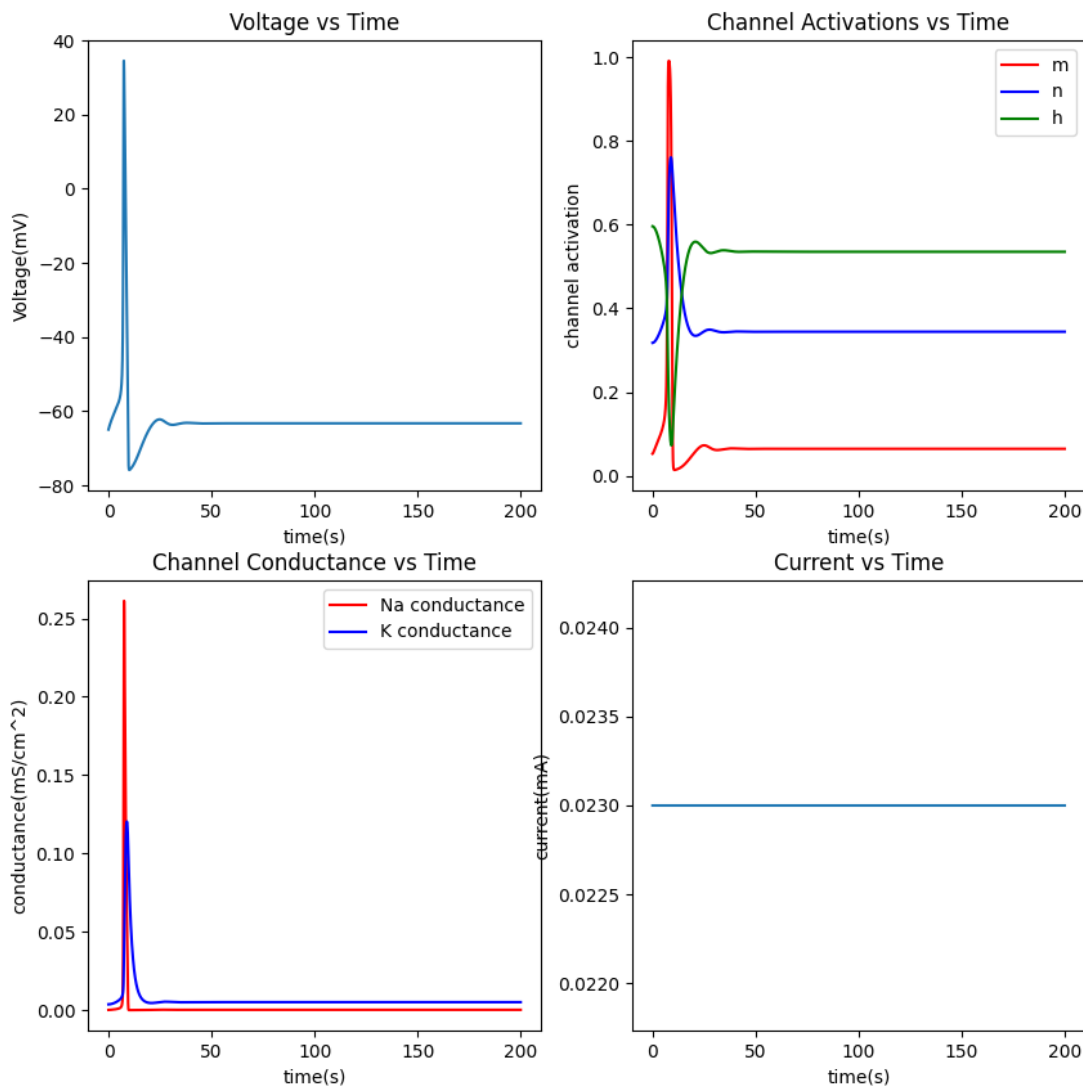 Voltage vs Time
Voltage(mV)
40
20
0
−20
−40
−60
−80
0 50 100 150 200
time(s)
Channel Activations vs Time
channel activation
1.0
0.8
0.6
0.4
0.2
0.0
m
n
h
0 50 100 150 200
time(s)
Channel Conductance vs Time
conductance(mS/cm^2)
0.25
0.20
0.15
0.10
0.05
0.00
Na conductance
K conductance
0 50 100 150 200
time(s)
Current vs Time
current(mA)
0.0240
0.0235
0.0230
0.0225
0.0220
0 50 100 150 200
time(s)